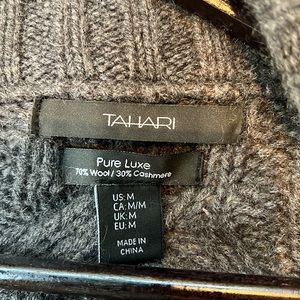 TAHARI
Pure Luxe
70% Wool / 30% Cashmere
US: M
CA: M/M
UK: M
EU: M
MADE IN
CHINA